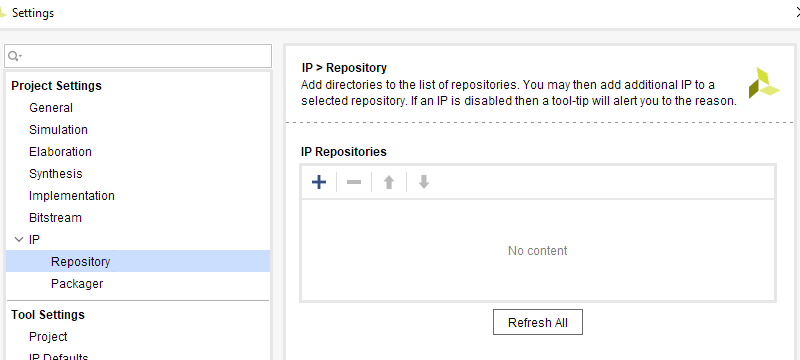 Settings
Project Settings
General
Simulation
Elaboration
Synthesis
Implementation
Bitstream
IP
Repository
Packager
Tool Settings
Project
IP Defaults
IP > Repository
Add directories to the list of repositories. You may then add additional IP to a
selected repository. If an IP is disabled then a tool-tip will alert you to the reason.
IP Repositories
No content
Refresh All